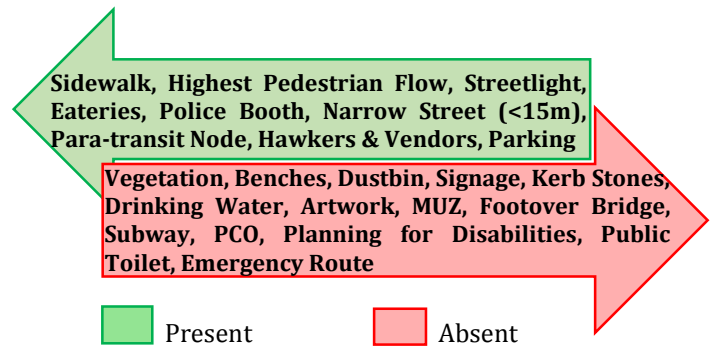 Sidewalk, Highest Pedestrian Flow, Streetlight,
Eateries, Police Booth, Narrow Street (<15m),
Para-transit Node, Hawkers & Vendors, Parking
Vegetation, Benches, Dustbin, Signage, Kerb Stones,
Drinking Water, Artwork, MUZ, Footover Bridge,
Subway, PCO, Planning for Disabilities, Public
Toilet, Emergency Route
Present
Absent